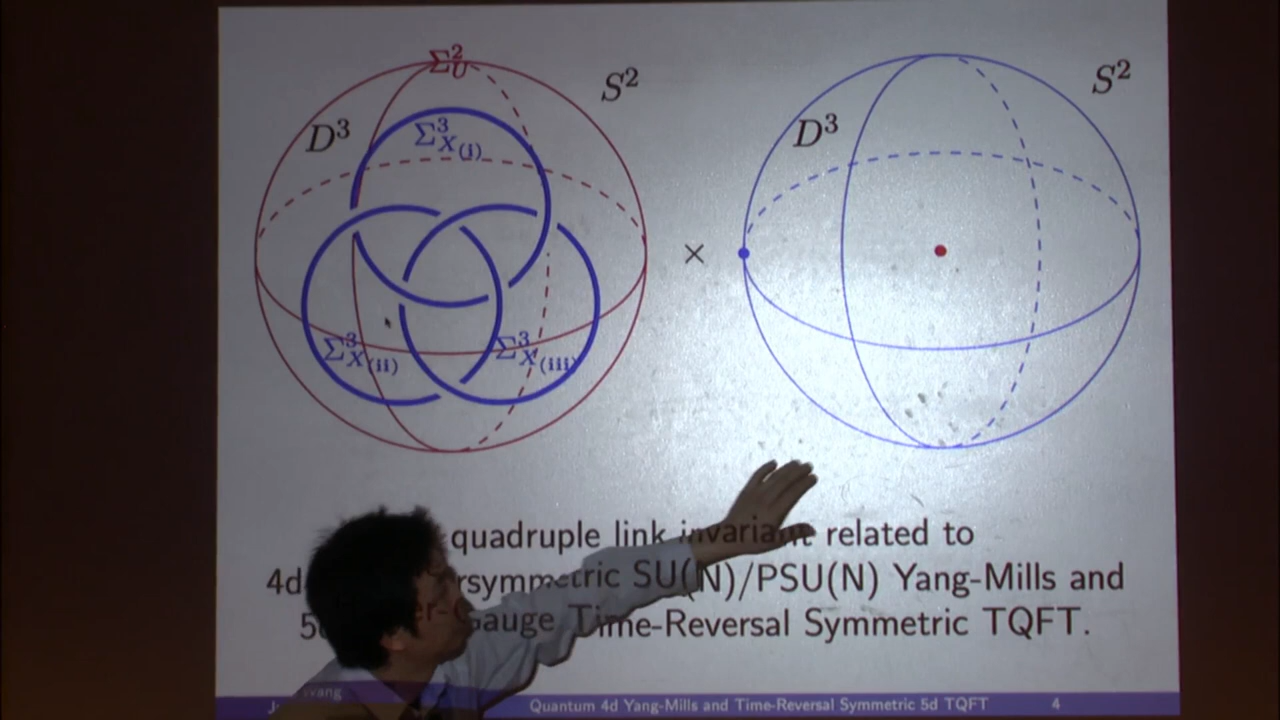 Σ²_U
S²
D³
Σ³_X(i)
Σ³_X(ii)
Σ³_X(iii)
×
S²
D³
quadruple link invariant related to
4d rsymmetric SU(N)/PSU(N) Yang-Mills and
5d Gauge Time-Reversal Symmetric TQFT.
Quantum 4d Yang-Mills and Time-Reversal Symmetric 5d TQFT 4